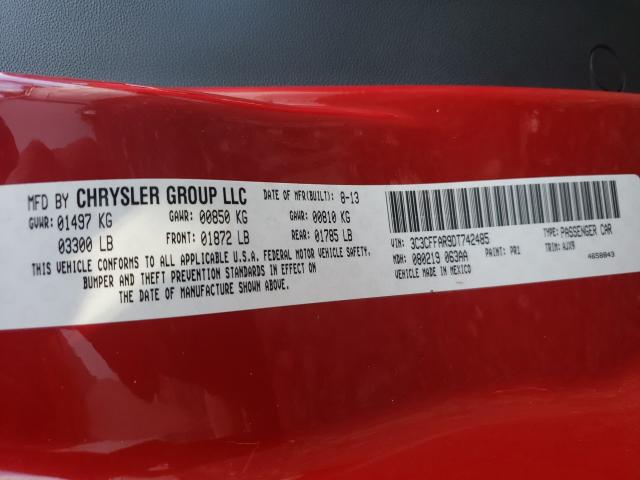 MFD BY CHRYSLER GROUP LLC DATE OF MFR(BUILT): 8-13
GVWR: 01497 KG GAWR: 00850 KG GAWR: 00810 KG
03300 LB FRONT: 01872 LB REAR: 01785 LB
THIS VEHICLE CONFORMS TO ALL APPLICABLE U.S.A. FEDERAL MOTOR VEHICLE SAFETY,
BUMPER AND THEFT PREVENTION STANDARDS IN EFFECT ON
THE DATE OF MANUFACTURE SHOWN ABOVE.
VIN: 3C3CFFAR9DT742485 TYPE: PASSENGER CAR
MDH: 080219 063AA PAINT: PR1 TRIM: AJX9
VEHICLE MADE IN MEXICO 4658843